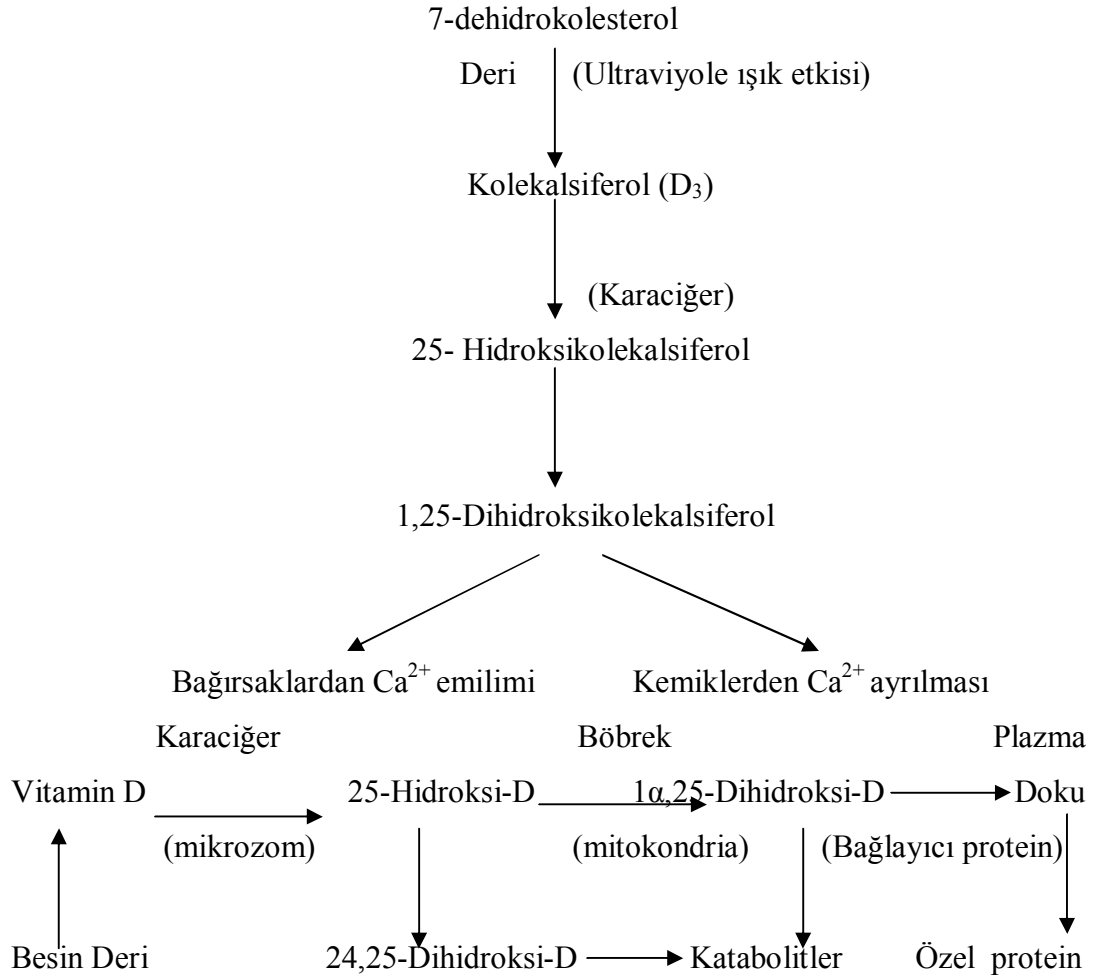 7-dehidrokolesterol
Deri (Ultraviyole ışık etkisi)
Kolekalsiferol (D₃)
(Karaciğer)
25- Hidroksikolekalsiferol
1,25-Dihidroksikolekalsiferol
Bağırsaklardan Ca²⁺ emilimi Kemiklerden Ca²⁺ ayrılması
Karaciğer Böbrek Plazma
Vitamin D 25-Hidroksi-D 1α,25-Dihidroksi-D Doku
(mikrozom) (mitokondria) (Bağlayıcı protein)
Besin Deri 24,25-Dihidroksi-D Katabolitler Özel protein